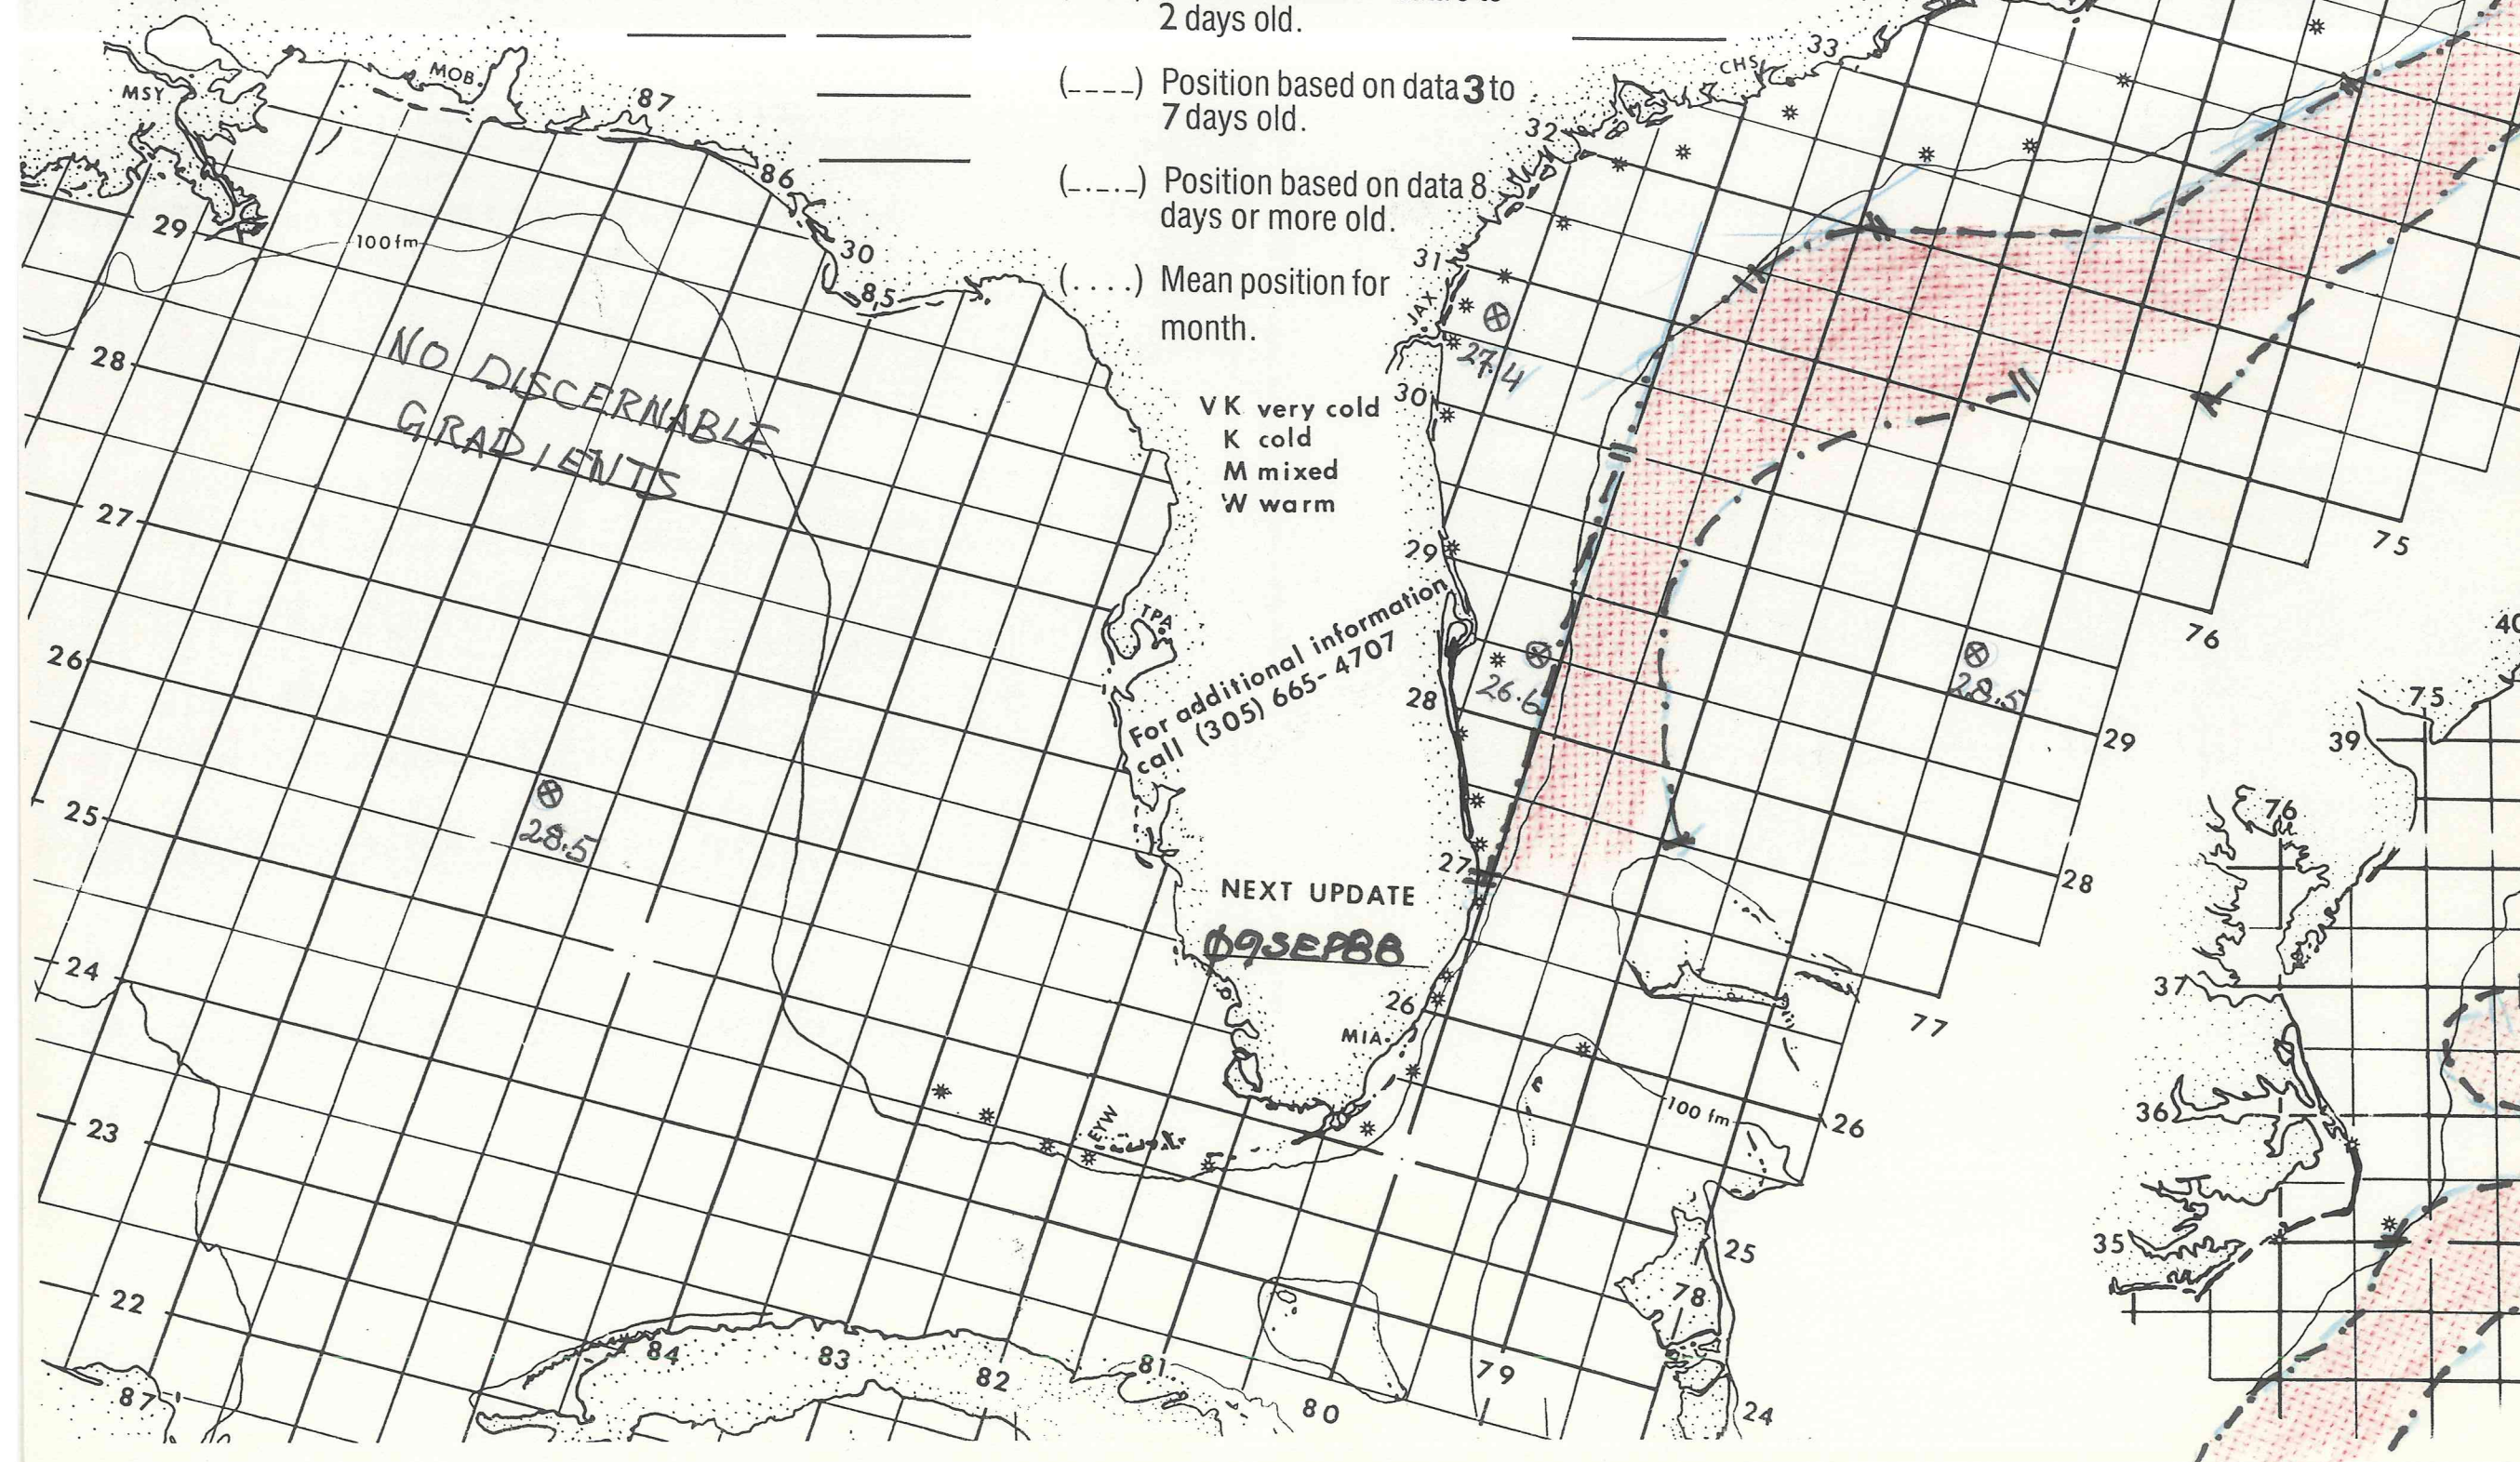 2 days old.
(----) Position based on data 3 to
7 days old.
(-.-.-) Position based on data 8
days or more old.
(....) Mean position for
month.
VK very cold
K cold
M mixed
W warm
For additional information
call (305) 665-4707
NEXT UPDATE
09SEP88
NO DISCERNABLE
GRADIENTS
MSY
MOB
87
86
30
85
29
100fm
28
27
26
25
24
23
22
87
28.5
TPA
EYW
MIA
84
83
82
81
80
79
78
CHS
33
32
31
JAX
27.4
30
29
28
26.6
27
26
28.5
75
76
29
28
77
100 fm
26
25
24
40
75
39
76
37
36
35